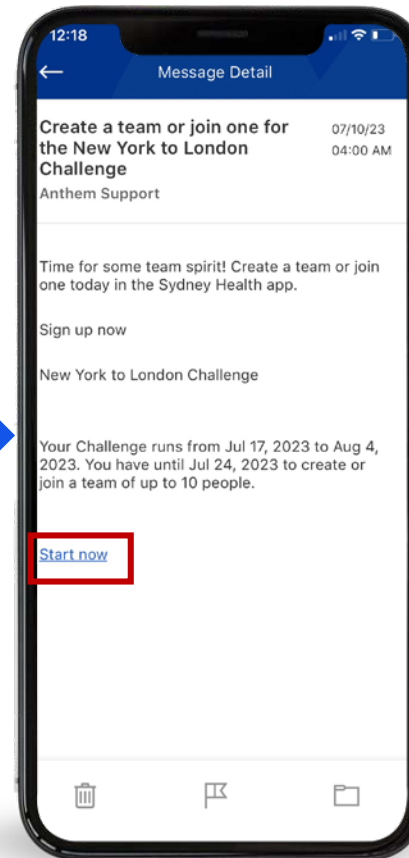 12:18
Message Detail
Create a team or join one for
the New York to London
Challenge
07/10/23
04:00 AM
Anthem Support
Time for some team spirit! Create a team or join
one today in the Sydney Health app.
Sign up now
New York to London Challenge
Your Challenge runs from Jul 17, 2023 to Aug 4,
2023. You have until Jul 24, 2023 to create or
join a team of up to 10 people.
Start now